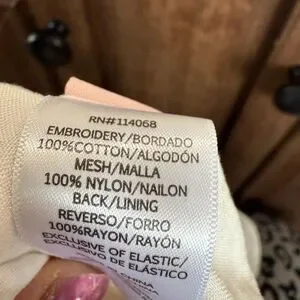 RN#114068
EMBROIDERY/BORDADO
100%COTTON/ALGODÓN
MESH/MALLA
100% NYLON/NAILON
BACK/LINING
REVERSO/FORRO
100%RAYON/RAYÓN
EXCLUSIVE OF ELASTIC/
EXCLUSIVO DE ELÁSTICO
CHINA